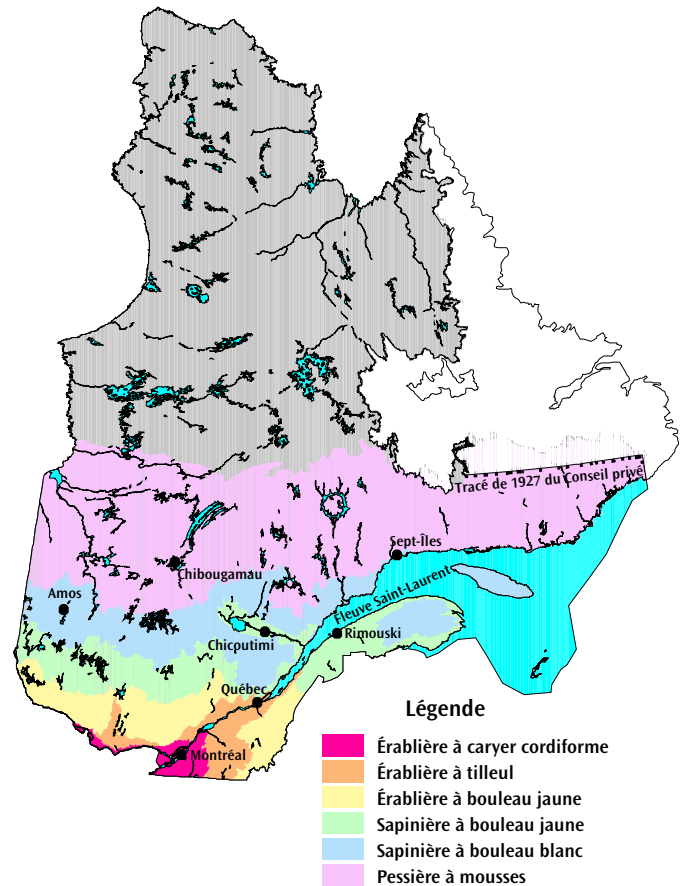 Tracé de 1927 du Conseil privé
Sept-Îles
Chibougamau
Amos
Fleuve Saint-Laurent
Rimouski
Chicoutimi
Québec
Montréal
Légende
Érablière à caryer cordiforme
Érablière à tilleul
Érablière à bouleau jaune
Sapinière à bouleau jaune
Sapinière à bouleau blanc
Pessière à mousses